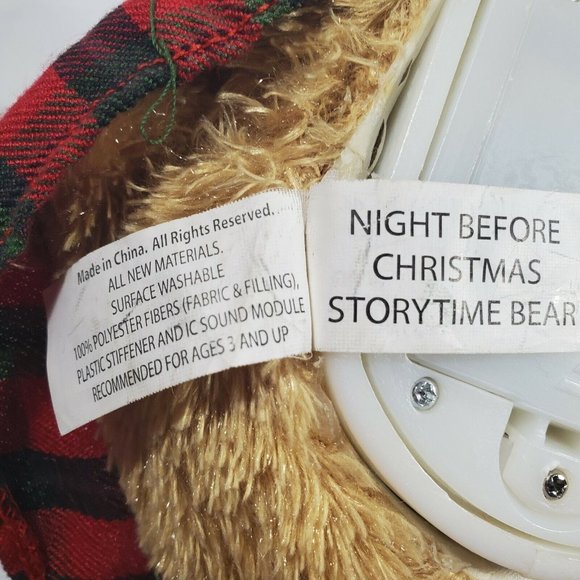 Made in China. All Rights Reserved.
ALL NEW MATERIALS.
SURFACE WASHABLE
100% POLYESTER FIBERS (FABRIC & FILLING),
PLASTIC STIFFENER AND IC SOUND MODULE
RECOMMENDED FOR AGES 3 AND UP
NIGHT BEFORE
CHRISTMAS
STORYTIME BEAR